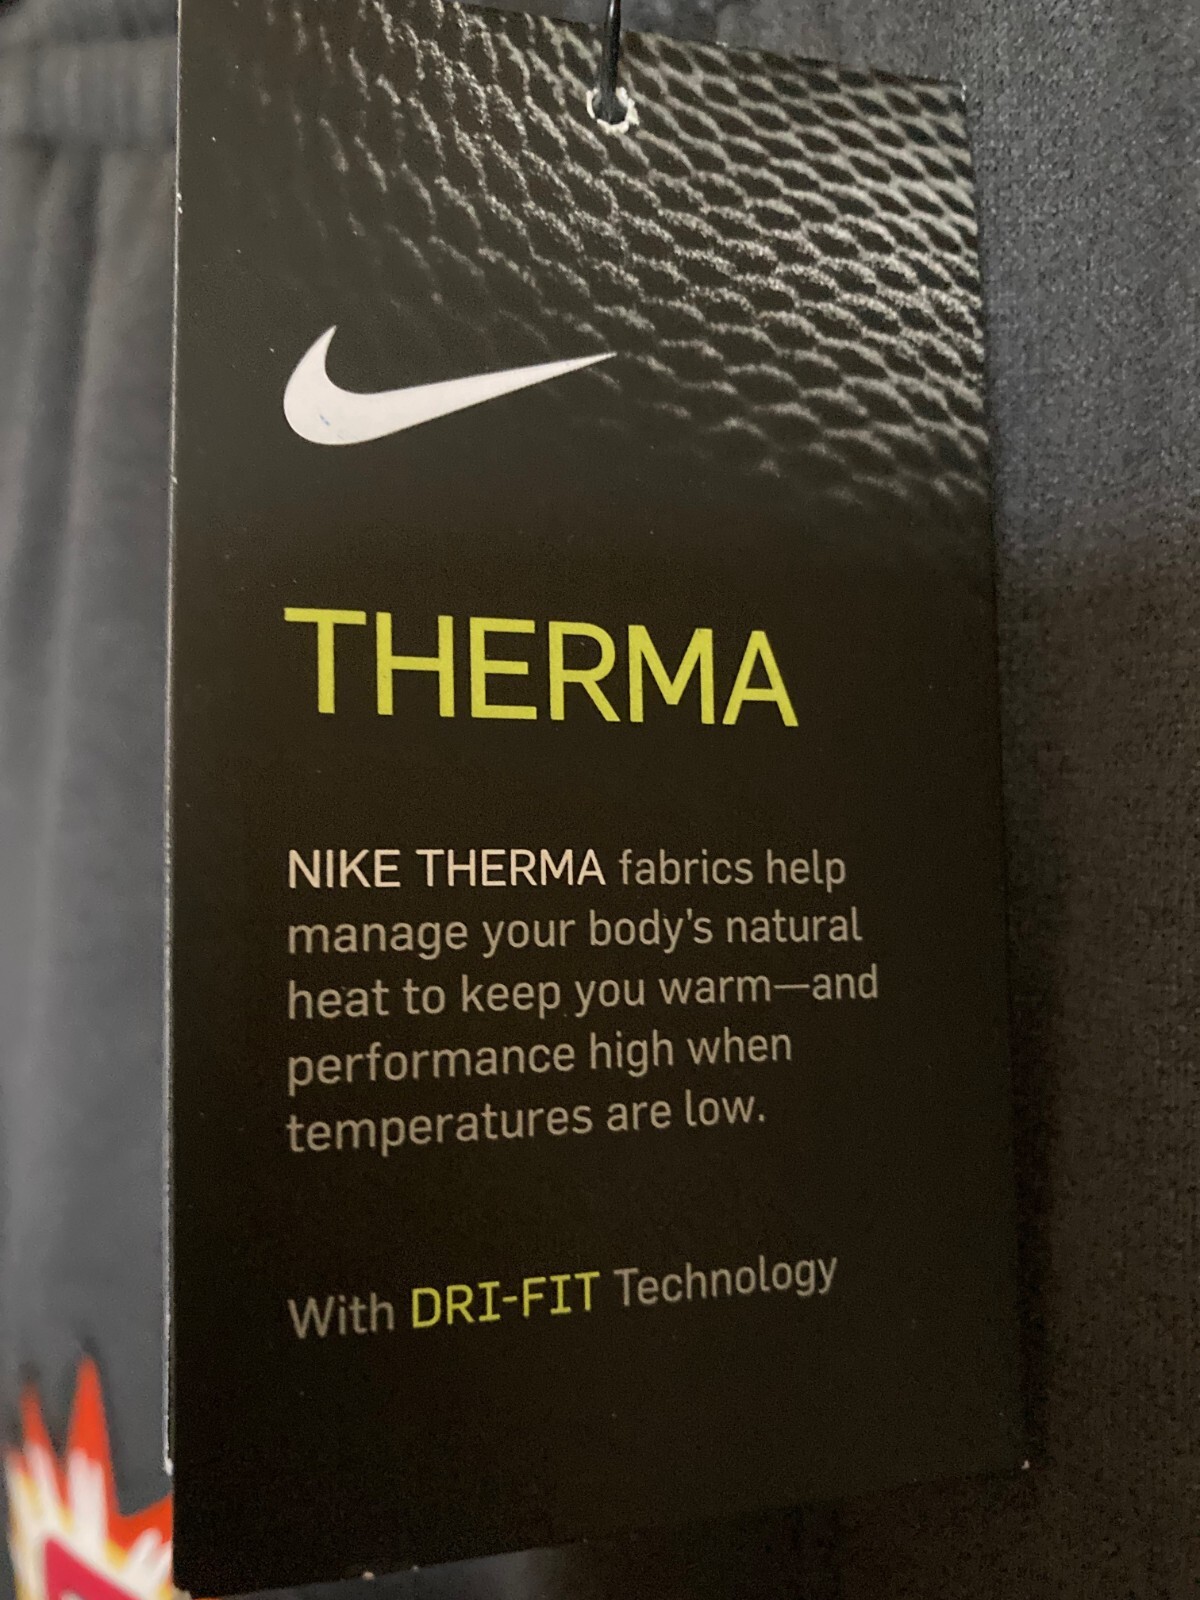 THERMA
NIKE THERMA fabrics help
manage your body's natural
heat to keep you warm—and
performance high when
temperatures are low.
With DRI-FIT Technology